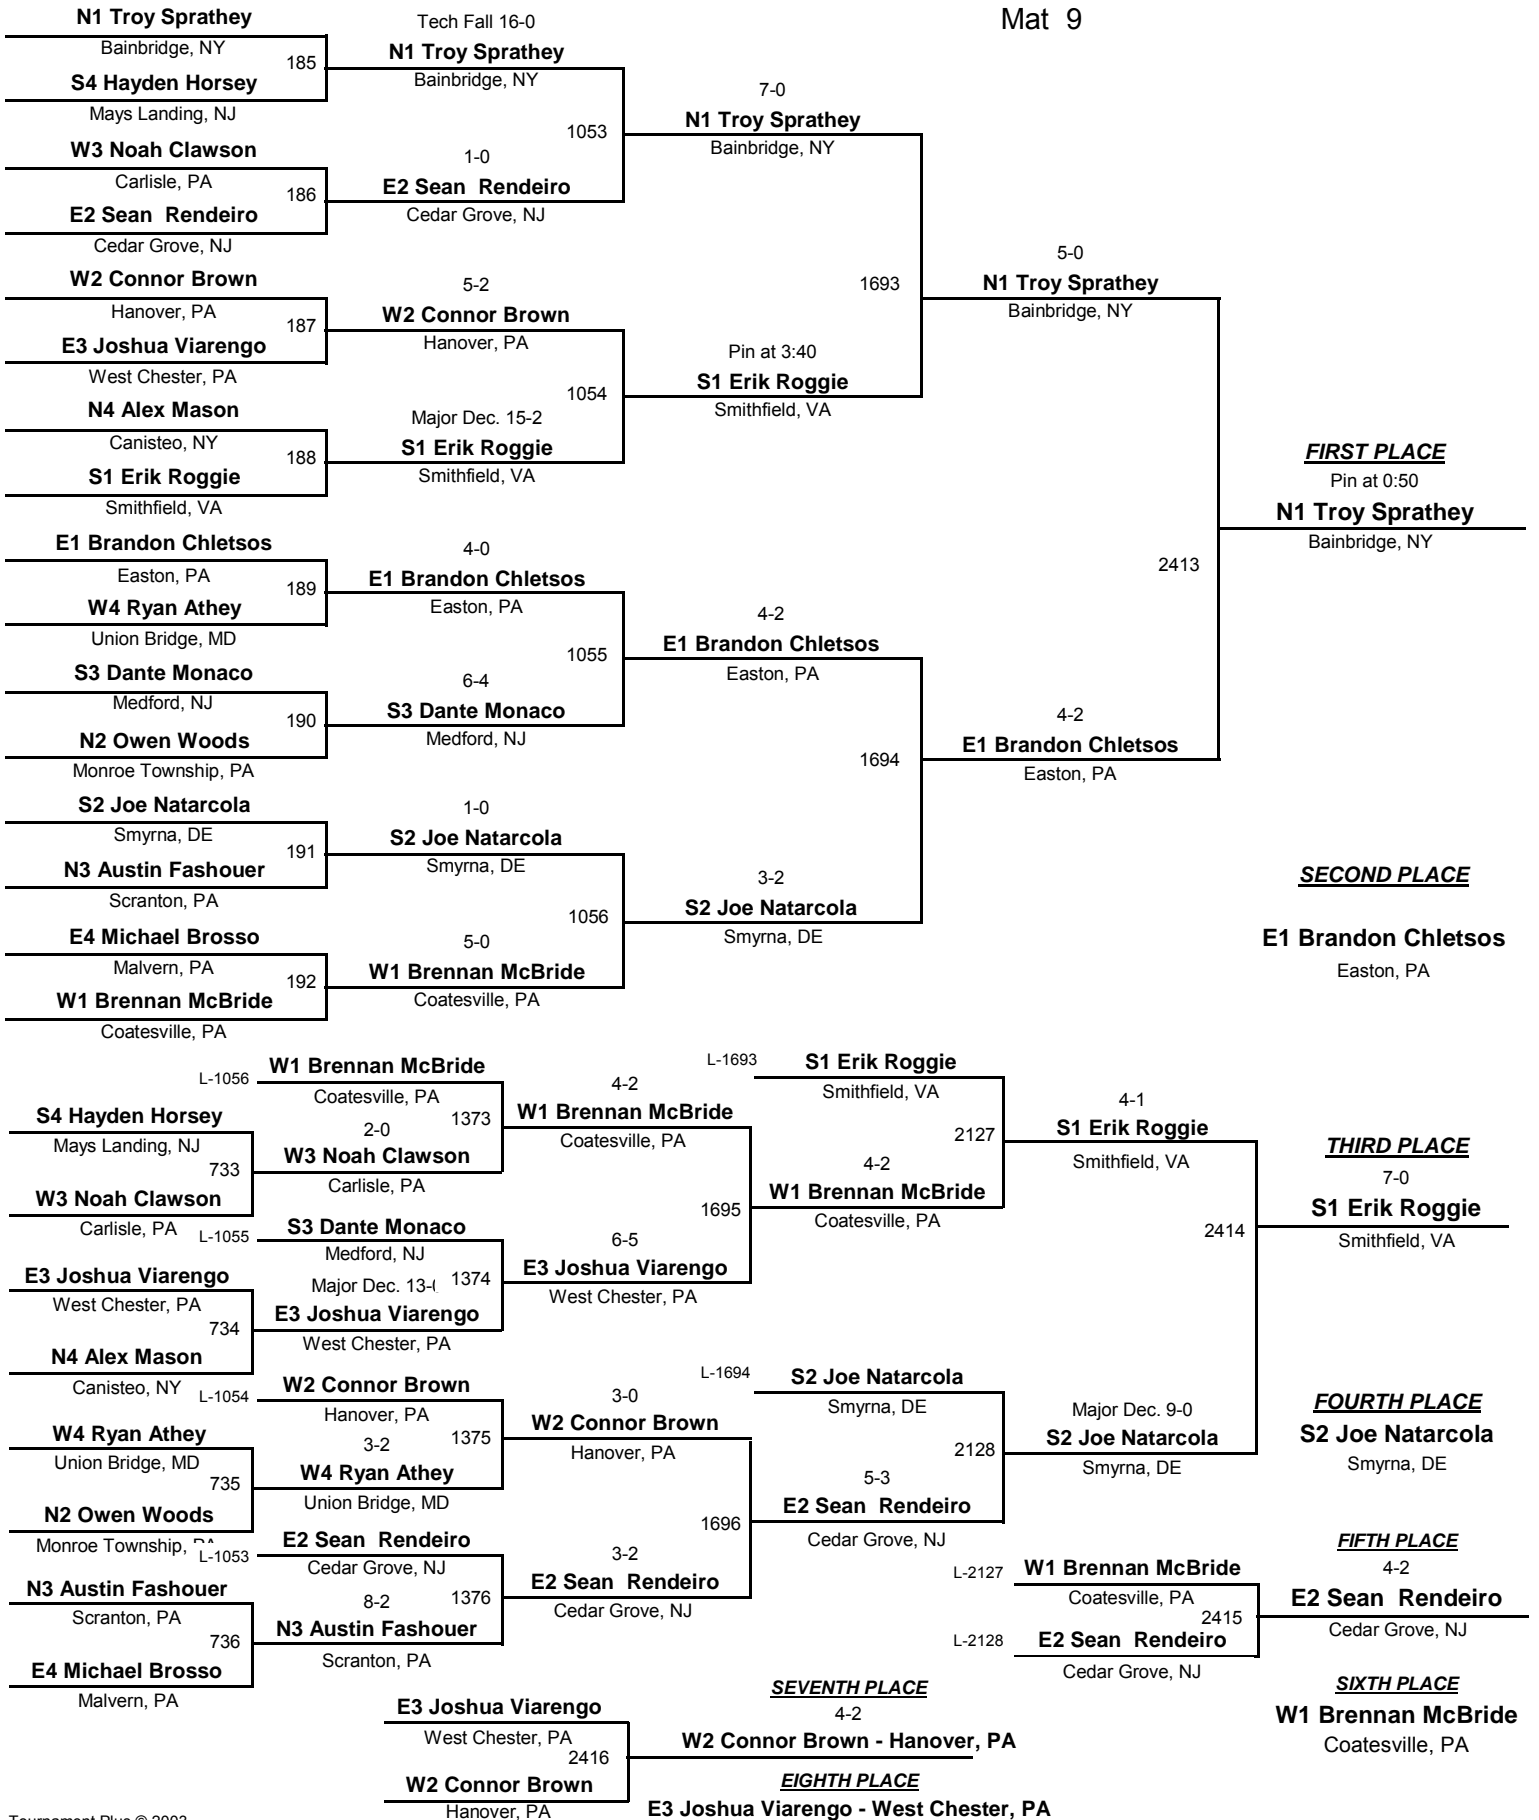 Mat 9
N1 Troy Sprathey
Bainbridge, NY
185
S4 Hayden Horsey
Mays Landing, NJ
W3 Noah Clawson
Carlisle, PA
186
E2 Sean Rendeiro
Cedar Grove, NJ
W2 Connor Brown
Hanover, PA
187
E3 Joshua Viarengo
West Chester, PA
N4 Alex Mason
Canisteo, NY
188
S1 Erik Roggie
Smithfield, VA
E1 Brandon Chletsos
Easton, PA
189
W4 Ryan Athey
Union Bridge, MD
S3 Dante Monaco
Medford, NJ
190
N2 Owen Woods
Monroe Township, PA
S2 Joe Natarcola
Smyrna, DE
191
N3 Austin Fashouer
Scranton, PA
E4 Michael Brosso
Malvern, PA
192
W1 Brennan McBride
Coatesville, PA
Tech Fall 16-0
N1 Troy Sprathey
Bainbridge, NY
1053
1-0
E2 Sean Rendeiro
Cedar Grove, NJ
5-2
W2 Connor Brown
Hanover, PA
1054
Major Dec. 15-2
S1 Erik Roggie
Smithfield, VA
4-0
E1 Brandon Chletsos
Easton, PA
1055
6-4
S3 Dante Monaco
Medford, NJ
1-0
S2 Joe Natarcola
Smyrna, DE
1056
5-0
W1 Brennan McBride
Coatesville, PA
7-0
N1 Troy Sprathey
Bainbridge, NY
1693
Pin at 3:40
S1 Erik Roggie
Smithfield, VA
4-2
E1 Brandon Chletsos
Easton, PA
1694
3-2
S2 Joe Natarcola
Smyrna, DE
5-0
N1 Troy Sprathey
Bainbridge, NY
2413
4-2
E1 Brandon Chletsos
Easton, PA
FIRST PLACE
Pin at 0:50
N1 Troy Sprathey
Bainbridge, NY
SECOND PLACE
E1 Brandon Chletsos
Easton, PA
L-1056
W1 Brennan McBride
Coatesville, PA
1373
S4 Hayden Horsey
Mays Landing, NJ
733
W3 Noah Clawson
Carlisle, PA
2-0
W3 Noah Clawson
Carlisle, PA
L-1055
S3 Dante Monaco
Medford, NJ
1374
E3 Joshua Viarengo
West Chester, PA
734
N4 Alex Mason
Canisteo, NY
Major Dec. 13-(
E3 Joshua Viarengo
West Chester, PA
L-1054
W2 Connor Brown
Hanover, PA
1375
W4 Ryan Athey
Union Bridge, MD
735
N2 Owen Woods
Monroe Township,
3-2
W4 Ryan Athey
Union Bridge, MD
L-1053
E2 Sean Rendeiro
Cedar Grove, NJ
1376
N3 Austin Fashouer
Scranton, PA
736
E4 Michael Brosso
Malvern, PA
8-2
N3 Austin Fashouer
Scranton, PA
4-2
W1 Brennan McBride
Coatesville, PA
1695
6-5
E3 Joshua Viarengo
West Chester, PA
3-0
W2 Connor Brown
Hanover, PA
1696
3-2
E2 Sean Rendeiro
Cedar Grove, NJ
L-1693
S1 Erik Roggie
Smithfield, VA
2127
4-2
W1 Brennan McBride
Coatesville, PA
L-1694
S2 Joe Natarcola
Smyrna, DE
2128
5-3
E2 Sean Rendeiro
Cedar Grove, NJ
4-1
S1 Erik Roggie
Smithfield, VA
2414
Major Dec. 9-0
S2 Joe Natarcola
Smyrna, DE
THIRD PLACE
7-0
S1 Erik Roggie
Smithfield, VA
FOURTH PLACE
S2 Joe Natarcola
Smyrna, DE
L-2127
W1 Brennan McBride
Coatesville, PA
2415
L-2128
E2 Sean Rendeiro
Cedar Grove, NJ
FIFTH PLACE
4-2
E2 Sean Rendeiro
Cedar Grove, NJ
SIXTH PLACE
W1 Brennan McBride
Coatesville, PA
E3 Joshua Viarengo
West Chester, PA
2416
W2 Connor Brown
Hanover, PA
SEVENTH PLACE
4-2
W2 Connor Brown - Hanover, PA
EIGHTH PLACE
E3 Joshua Viarengo - West Chester, PA